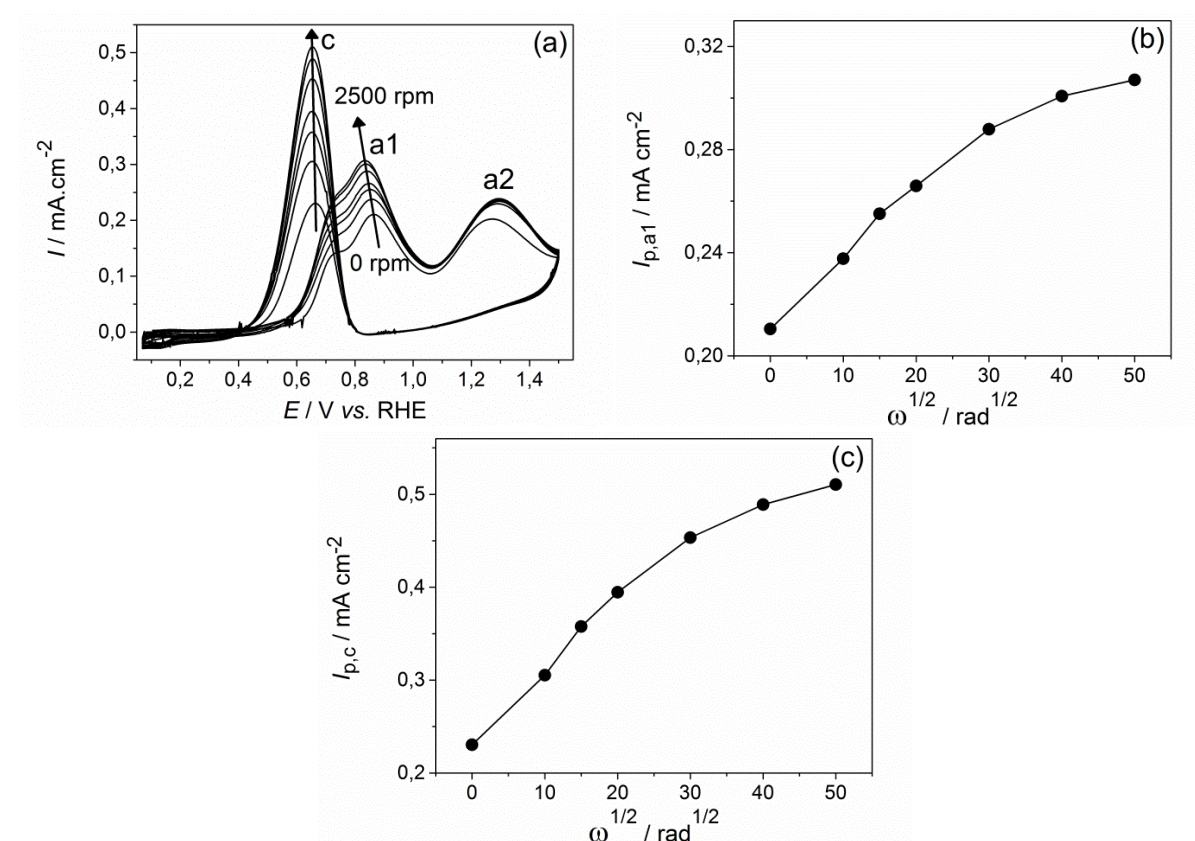 (a)
c
2500 rpm
a1
a2
0 rpm
0,5
0,4
0,3
0,2
0,1
0,0
I / mA.cm-2
0,2 0,4 0,6 0,8 1,0 1,2 1,4
E / V vs. RHE
(b)
0,32
0,28
0,24
0,20
Ip,a1 / mA cm-2
0 10 20 30 40 50
ω1/2 / rad1/2
(c)
0,5
0,4
0,3
0,2
Ip,c / mA cm-2
0 10 20 30 40 50
ω1/2 / rad1/2